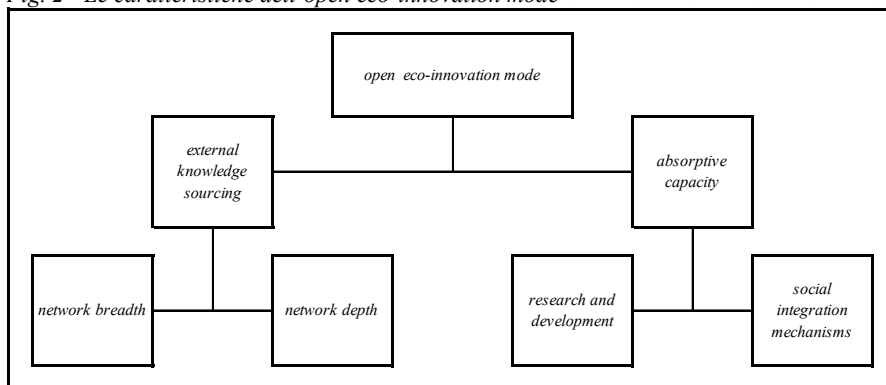 Fig. 2 - Le caratteristiche dell'open eco-innovation mode
open eco-innovation mode
external
knowledge
sourcing
absorptive
capacity
network breadth
network depth
research and
development
social
integration
mechanisms